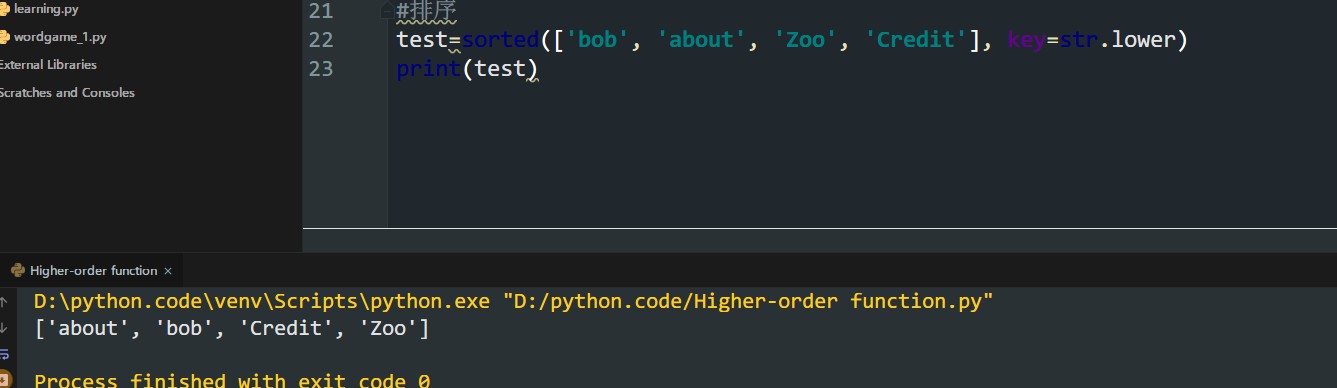 learning.py
wordgame_1.py
External Libraries
Scratches and Consoles
21 #排序
22 test=sorted(['bob', 'about', 'Zoo', 'Credit'], key=str.lower)
23 print(test)
Higher-order function ×
D:\python.code\venv\Scripts\python.exe "D:/python.code/Higher-order function.py"
['about', 'bob', 'Credit', 'Zoo']
Process finished with exit code 0